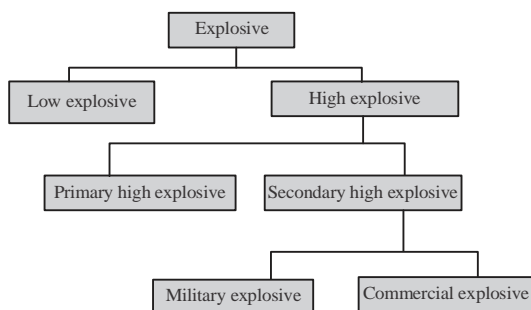 Explosive
Low explosive
High explosive
Primary high explosive
Secondary high explosive
Military explosive
Commercial explosive